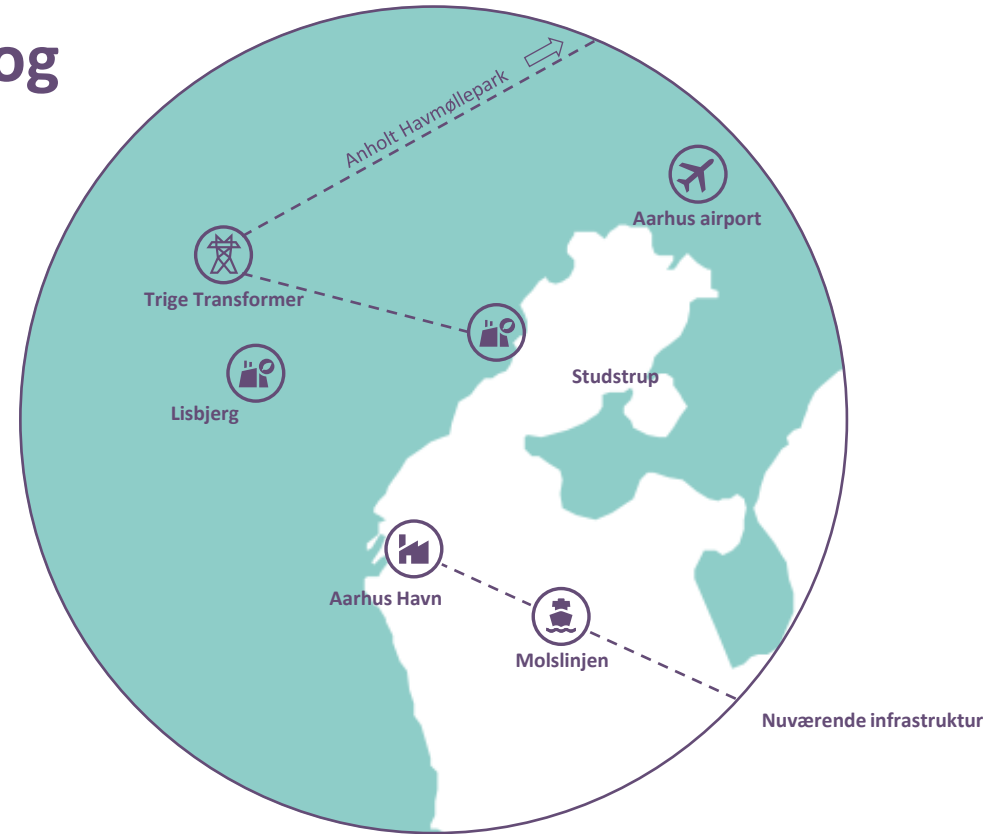 og
Anholt Havmøllepark
Aarhus airport
Trige Transformer
Studstrup
Lisbjerg
Aarhus Havn
Molslinjen
Nuværende infrastruktur